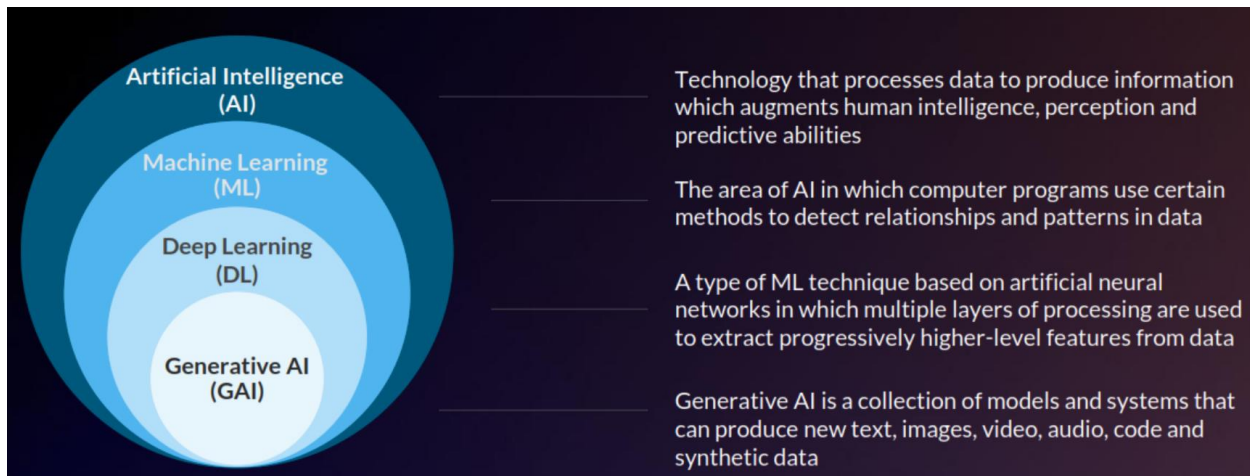 Artificial Intelligence
(AI)
Technology that processes data to produce information
which augments human intelligence, perception and
predictive abilities
Machine Learning
(ML)
The area of AI in which computer programs use certain
methods to detect relationships and patterns in data
Deep Learning
(DL)
A type of ML technique based on artificial neural
networks in which multiple layers of processing are used
to extract progressively higher-level features from data
Generative AI
(GAI)
Generative AI is a collection of models and systems that
can produce new text, images, video, audio, code and
synthetic data